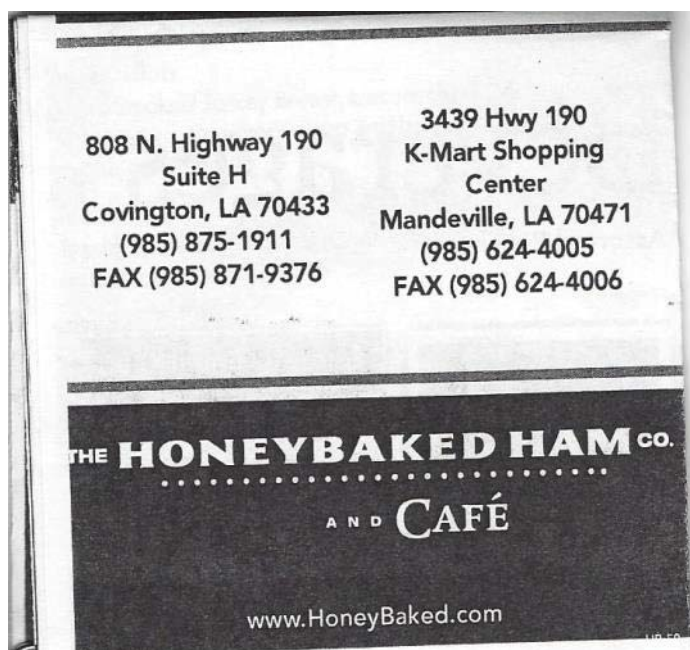 808 N. Highway 190
Suite H
Covington, LA 70433
(985) 875-1911
FAX (985) 871-9376
3439 Hwy 190
K-Mart Shopping
Center
Mandeville, LA 70471
(985) 624-4005
FAX (985) 624-4006
THE HONEYBAKED HAM CO.
AND CAFÉ
www.HoneyBaked.com